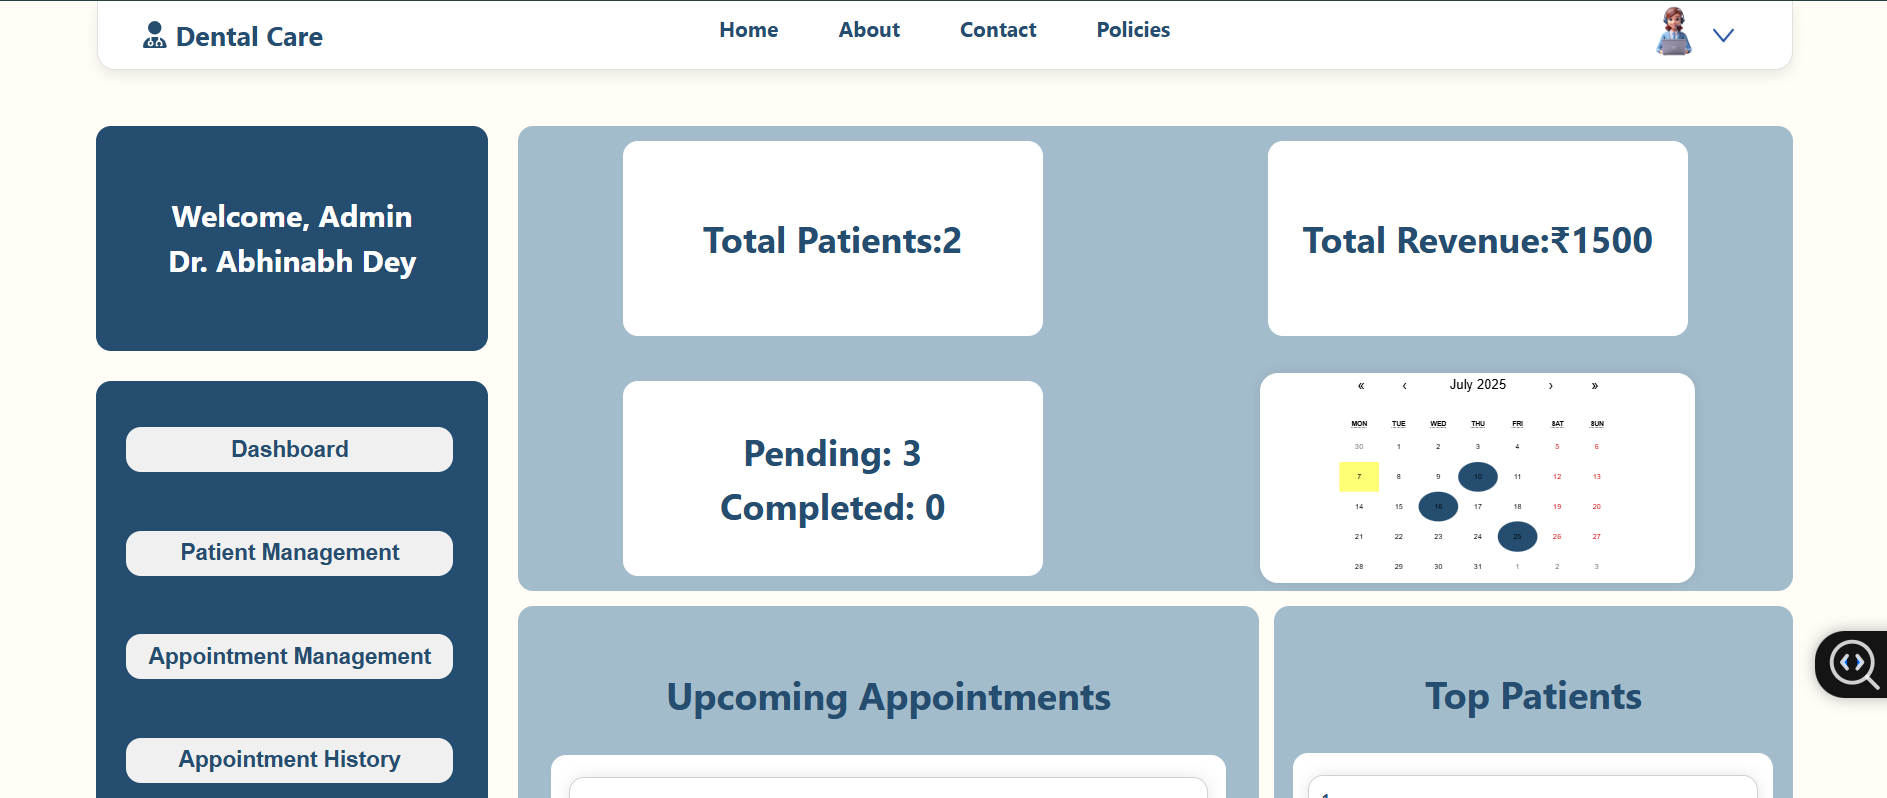 Dental Care
Home About Contact Policies
Welcome, Admin
Dr. Abhinabh Dey
Dashboard
Patient Management
Appointment Management
Appointment History
Total Patients:2
Total Revenue:₹1500
Pending: 3
Completed: 0
« ‹ July 2025 › »
MON TUE WED THU FRI SAT SUN
30 1 2 3 4 5 6
7 8 9 10 11 12 13
14 15 16 17 18 19 20
21 22 23 24 25 26 27
28 29 30 31 1 2 3
Upcoming Appointments
Top Patients